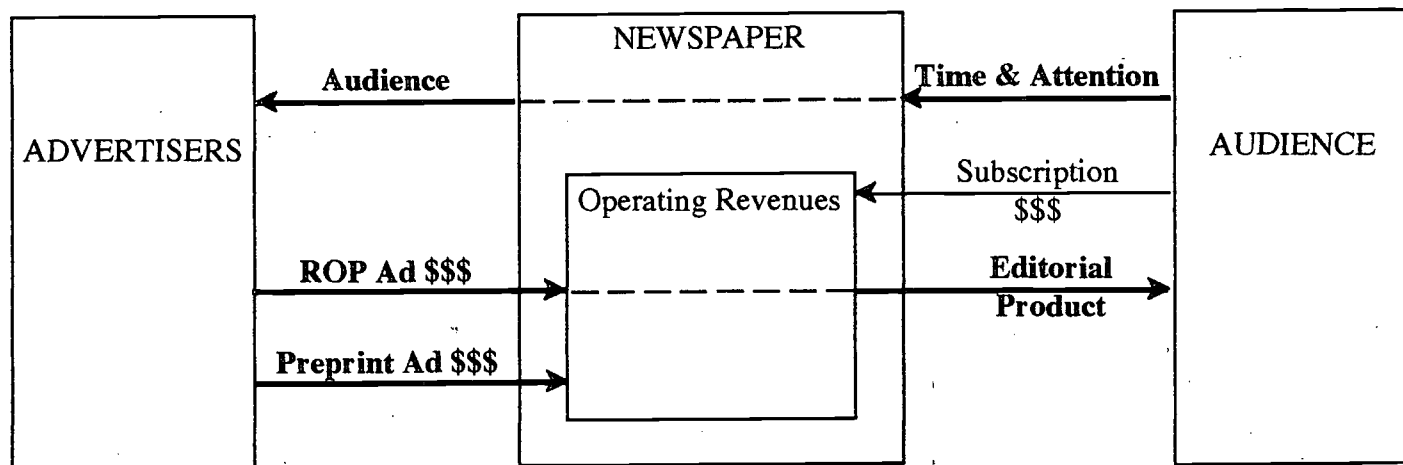 NEWSPAPER
Audience
Time & Attention
ADVERTISERS
AUDIENCE
Subscription
$$$
Operating Revenues
ROP Ad $$$
Editorial
Product
Preprint Ad $$$